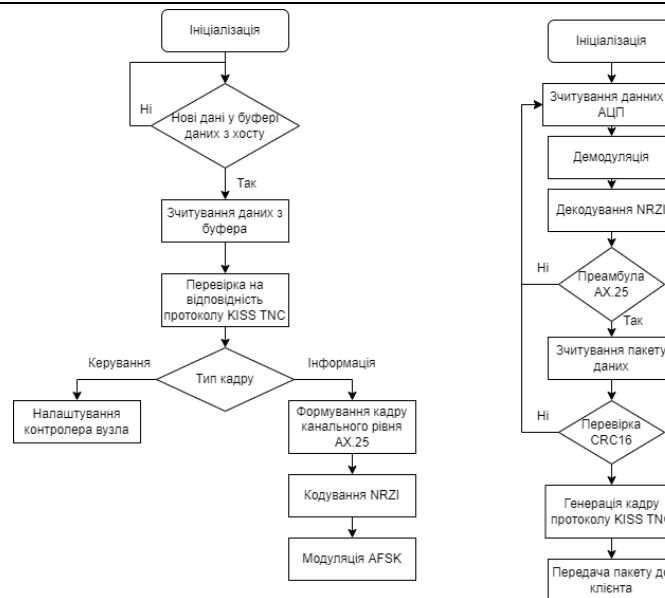 Ініціалізація
Ні
Нові дані у буфері
даних з хосту
Так
Зчитування даних з
буфера
Перевірка на
відповідність
протоколу KISS TNC
Керування
Тип кадру
Інформація
Налаштування
контролера вузла
Формування кадру
канального рівня
AX.25
Кодування NRZI
Модуляція AFSK
Ініціалізація
Зчитування данних
АЦП
Демодуляція
Декодування NRZI
Ні
Преамбула
AX.25
Так
Зчитування пакету
даних
Ні
Перевірка
CRC16
Генерація кадру
протоколу KISS TNC
Передача пакету до
клієнта